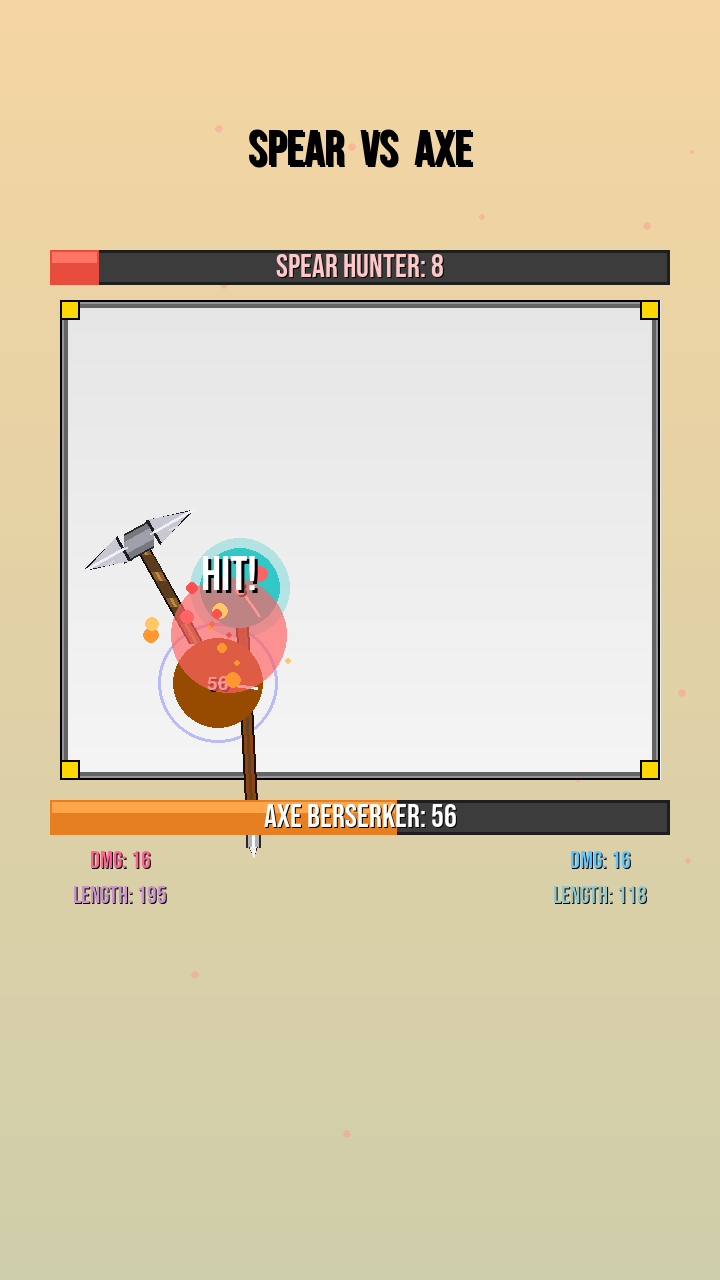 SPEAR VS AXE
SPEAR HUNTER: 8
HIT!
56
AXE BERSERKER: 56
DMG: 16
DMG: 16
LENGTH: 195
LENGTH: 118